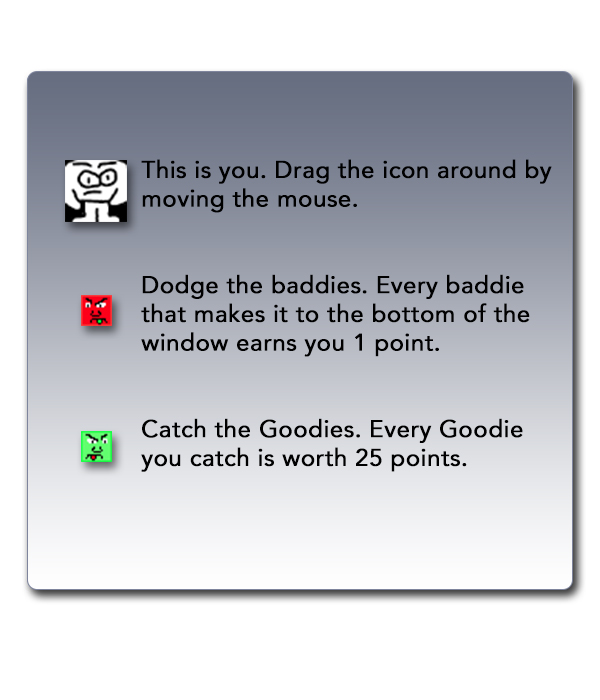 This is you. Drag the icon around by
moving the mouse.
Dodge the baddies. Every baddie
that makes it to the bottom of the
window earns you 1 point.
Catch the Goodies. Every Goodie
you catch is worth 25 points.